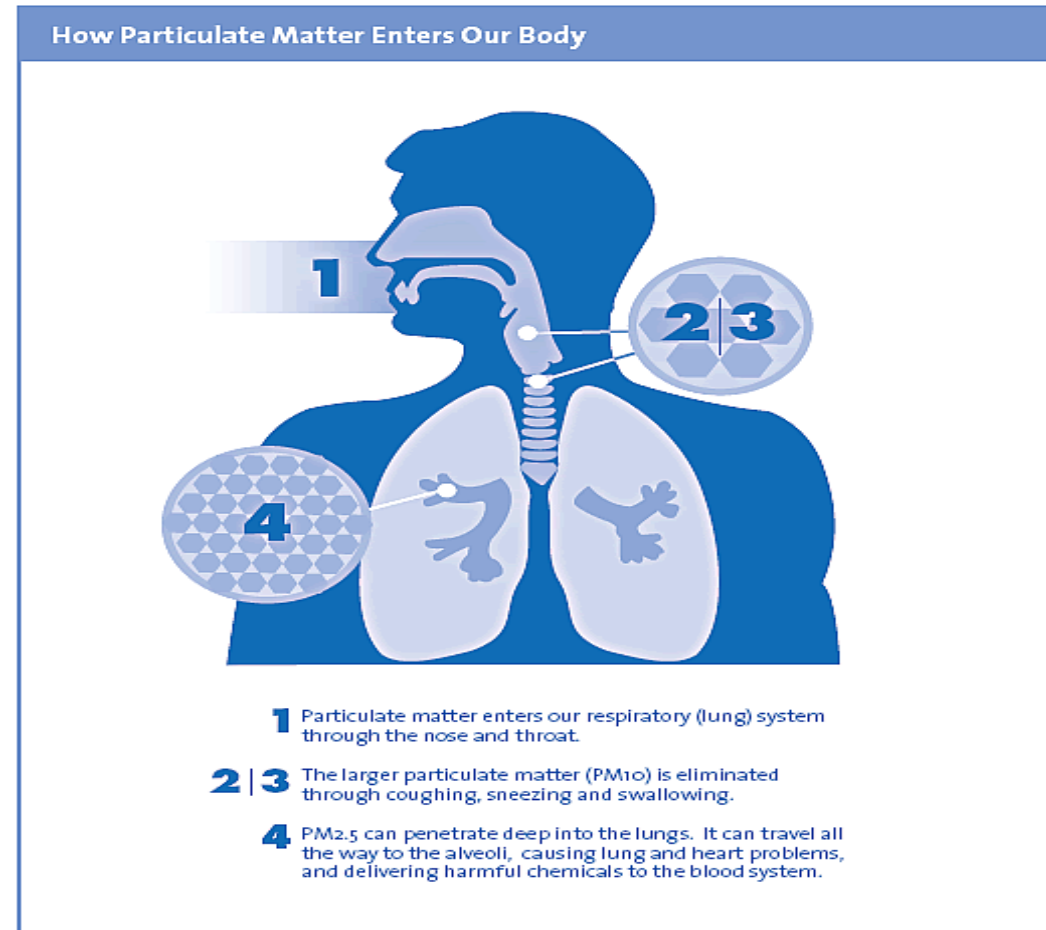 How Particulate Matter Enters Our Body
1
2|3
4
1 Particulate matter enters our respiratory (lung) system
through the nose and throat.
2|3 The larger particulate matter (PM10) is eliminated
through coughing, sneezing and swallowing.
4 PM2.5 can penetrate deep into the lungs. It can travel all
the way to the alveoli, causing lung and heart problems,
and delivering harmful chemicals to the blood system.